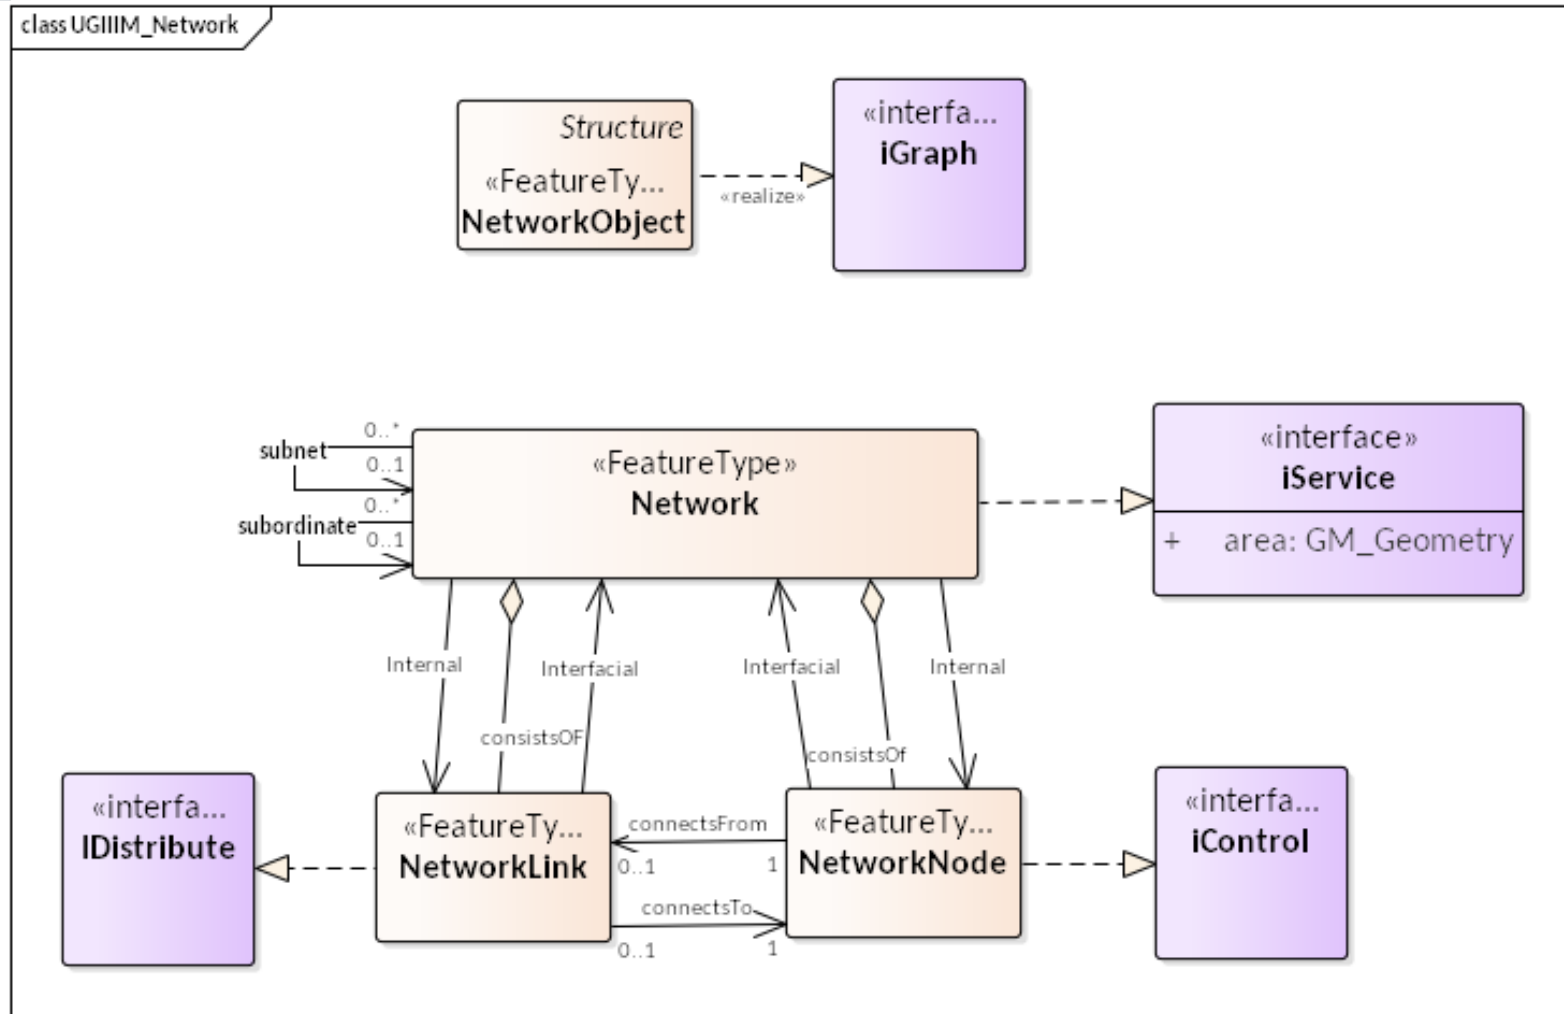 class UGIIIM_Network
Structure
«FeatureTy...
NetworkObject
«realize»
«interfa...
iGraph
0..*
subnet
0..1
0..*
subordinate
0..1
«FeatureType»
Network
«interface»
iService
+ area: GM_Geometry
Internal
consistsOF
Interfacial
Interfacial
consistsOf
Internal
«interfa...
IDistribute
«FeatureTy...
NetworkLink
connectsFrom
0..1 1
connectsTo
0..1 1
«FeatureTy...
NetworkNode
«interfa...
iControl